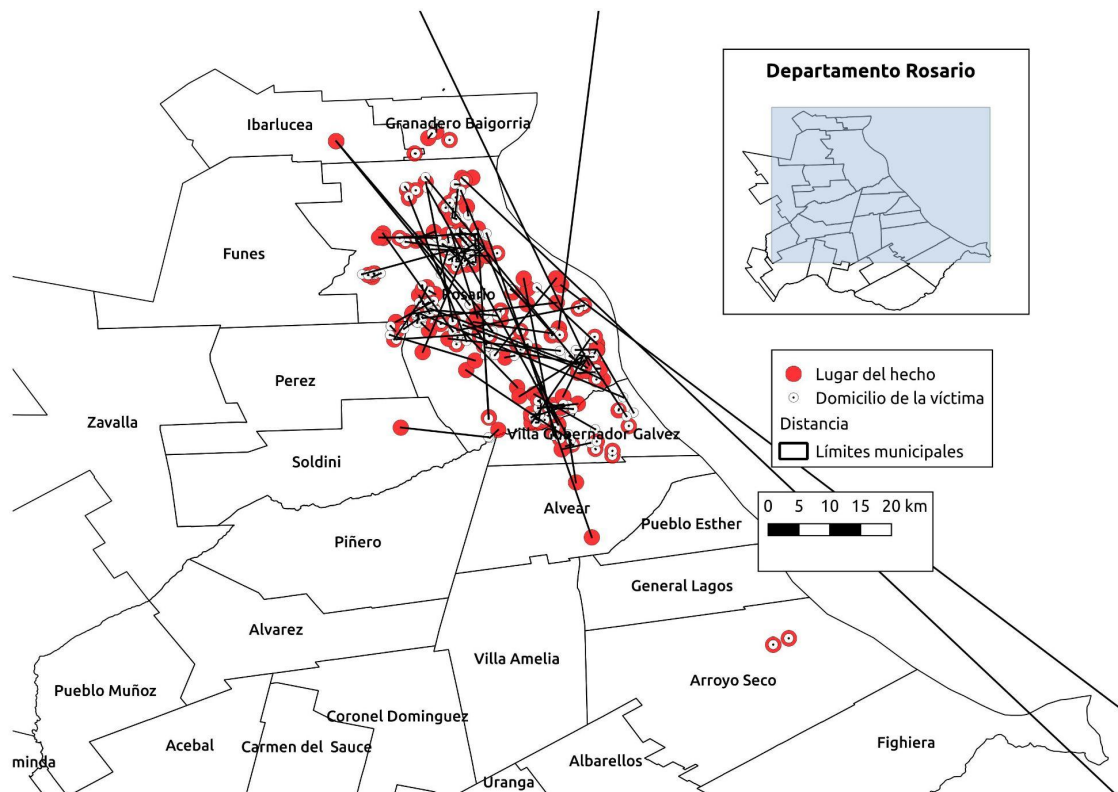 Departamento Rosario
Ibarlucea
Granadero Baigorria
Funes
Rosario
Perez
Zavalla
Soldini
Villa Gobernador Galvez
Alvear
Pueblo Esther
Piñero
General Lagos
Alvarez
Villa Amelia
Arroyo Seco
Pueblo Muñoz
Coronel Dominguez
Acebal
Carmen del Sauce
Fighiera
Albarellos
minda
Uranga
Lugar del hecho
Domicilio de la víctima
Distancia
Límites municipales
0 5 10 15 20 km